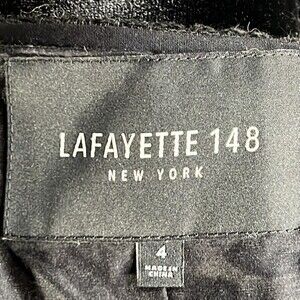 LAFAYETTE 148
NEW YORK
4
MADE IN
CHINA